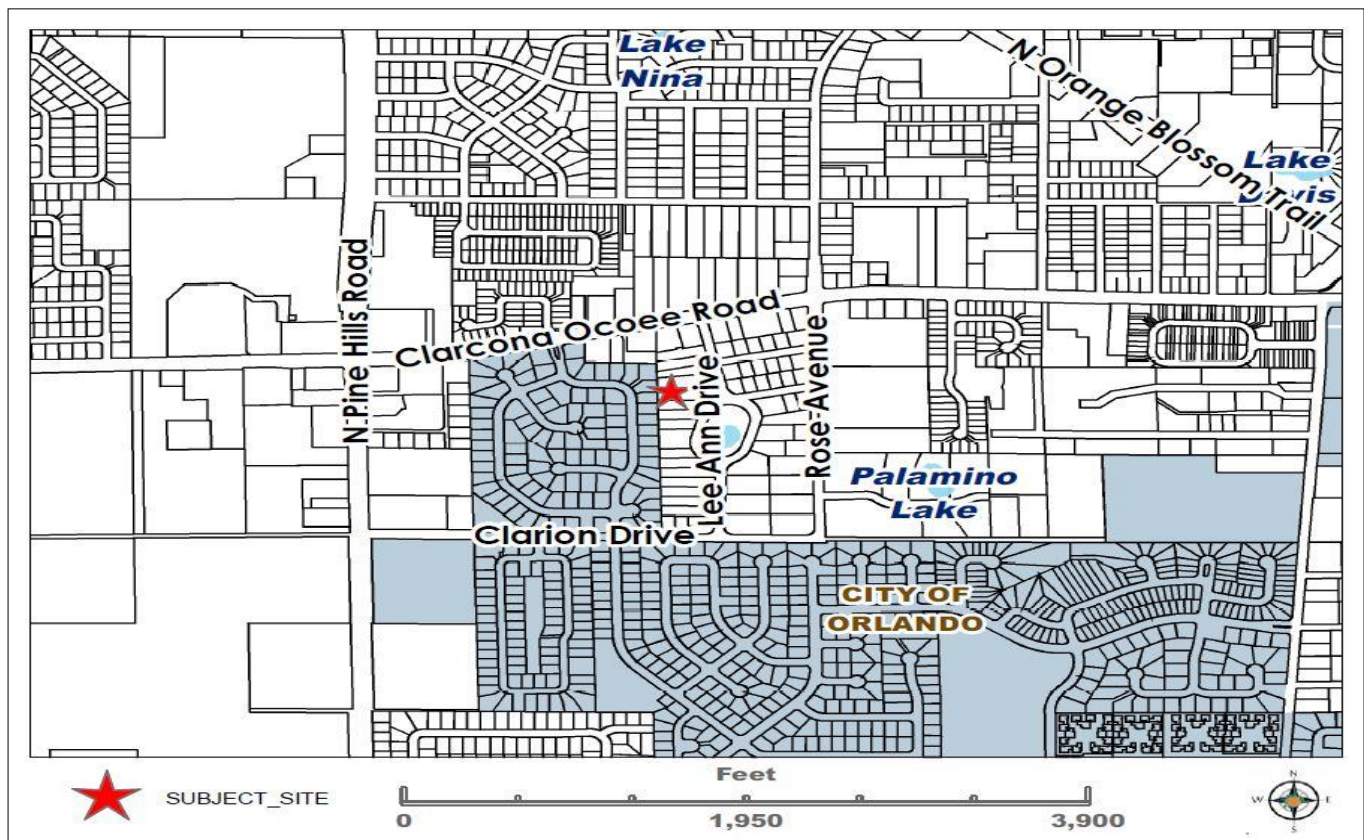 Lake
Nina
N Orange Blossom Trail
Lake
Davis
N Pine Hills Road
Clarcona Ocoee Road
Lee Ann Drive
Rose Avenue
Palamino
Lake
Clarion Drive
CITY OF
ORLANDO
SUBJECT_SITE
Feet
0 1,950 3,900
N
W E
S